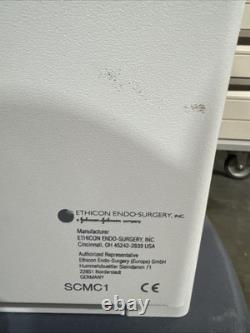 ETHICON ENDO-SURGERY, INC
a Johnson & Johnson company
Manufacturer
ETHICON ENDO-SURGERY, INC.
Cincinnati, OH 45242-2839 USA
Authorized Representative
Ethicon Endo-Surgery (Europe) GmbH
Hummelsbuetteler Steindamm 71
22851 Norderstedt
GERMANY
SCMC1 CE